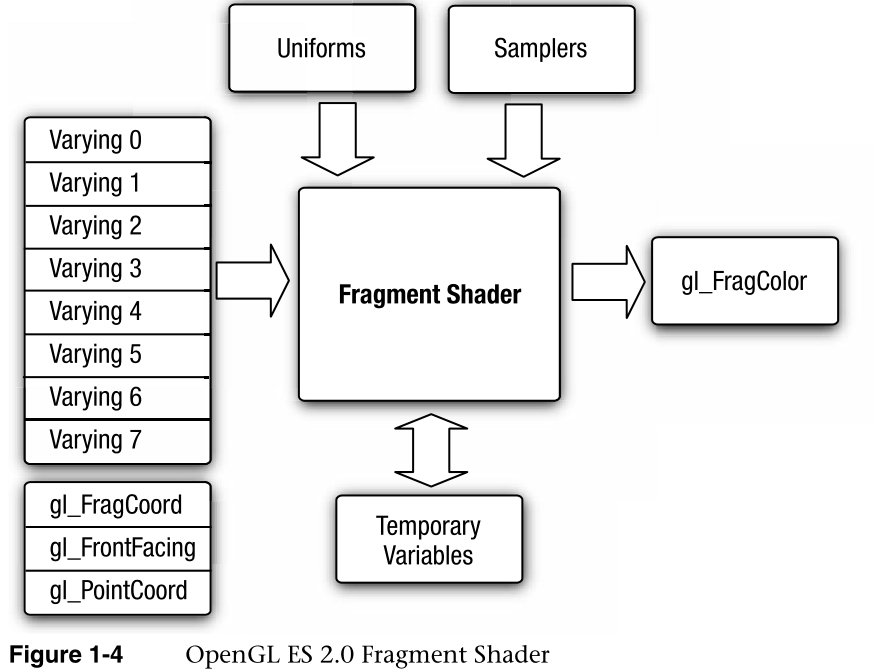 Uniforms
Samplers
Varying 0
Varying 1
Varying 2
Varying 3
Varying 4
Varying 5
Varying 6
Varying 7
gl_FragCoord
gl_FrontFacing
gl_PointCoord
Fragment Shader
gl_FragColor
Temporary
Variables
Figure 1-4 OpenGL ES 2.0 Fragment Shader